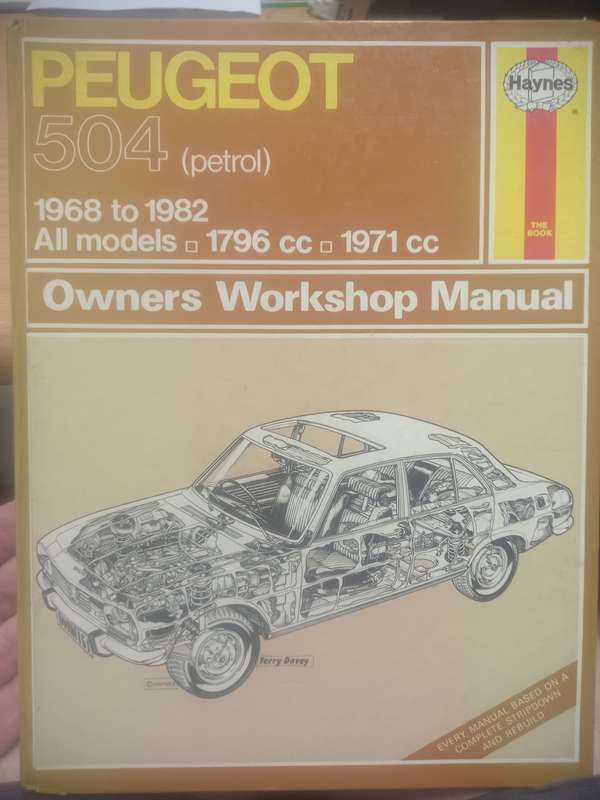 PEUGEOT
504 (petrol)
1968 to 1982
All models □ 1796 cc □ 1971 cc
Haynes
®
THE
BOOK
Owners Workshop Manual
Terry Davey
EVERY MANUAL BASED ON A
COMPLETE STRIPDOWN
AND REBUILD